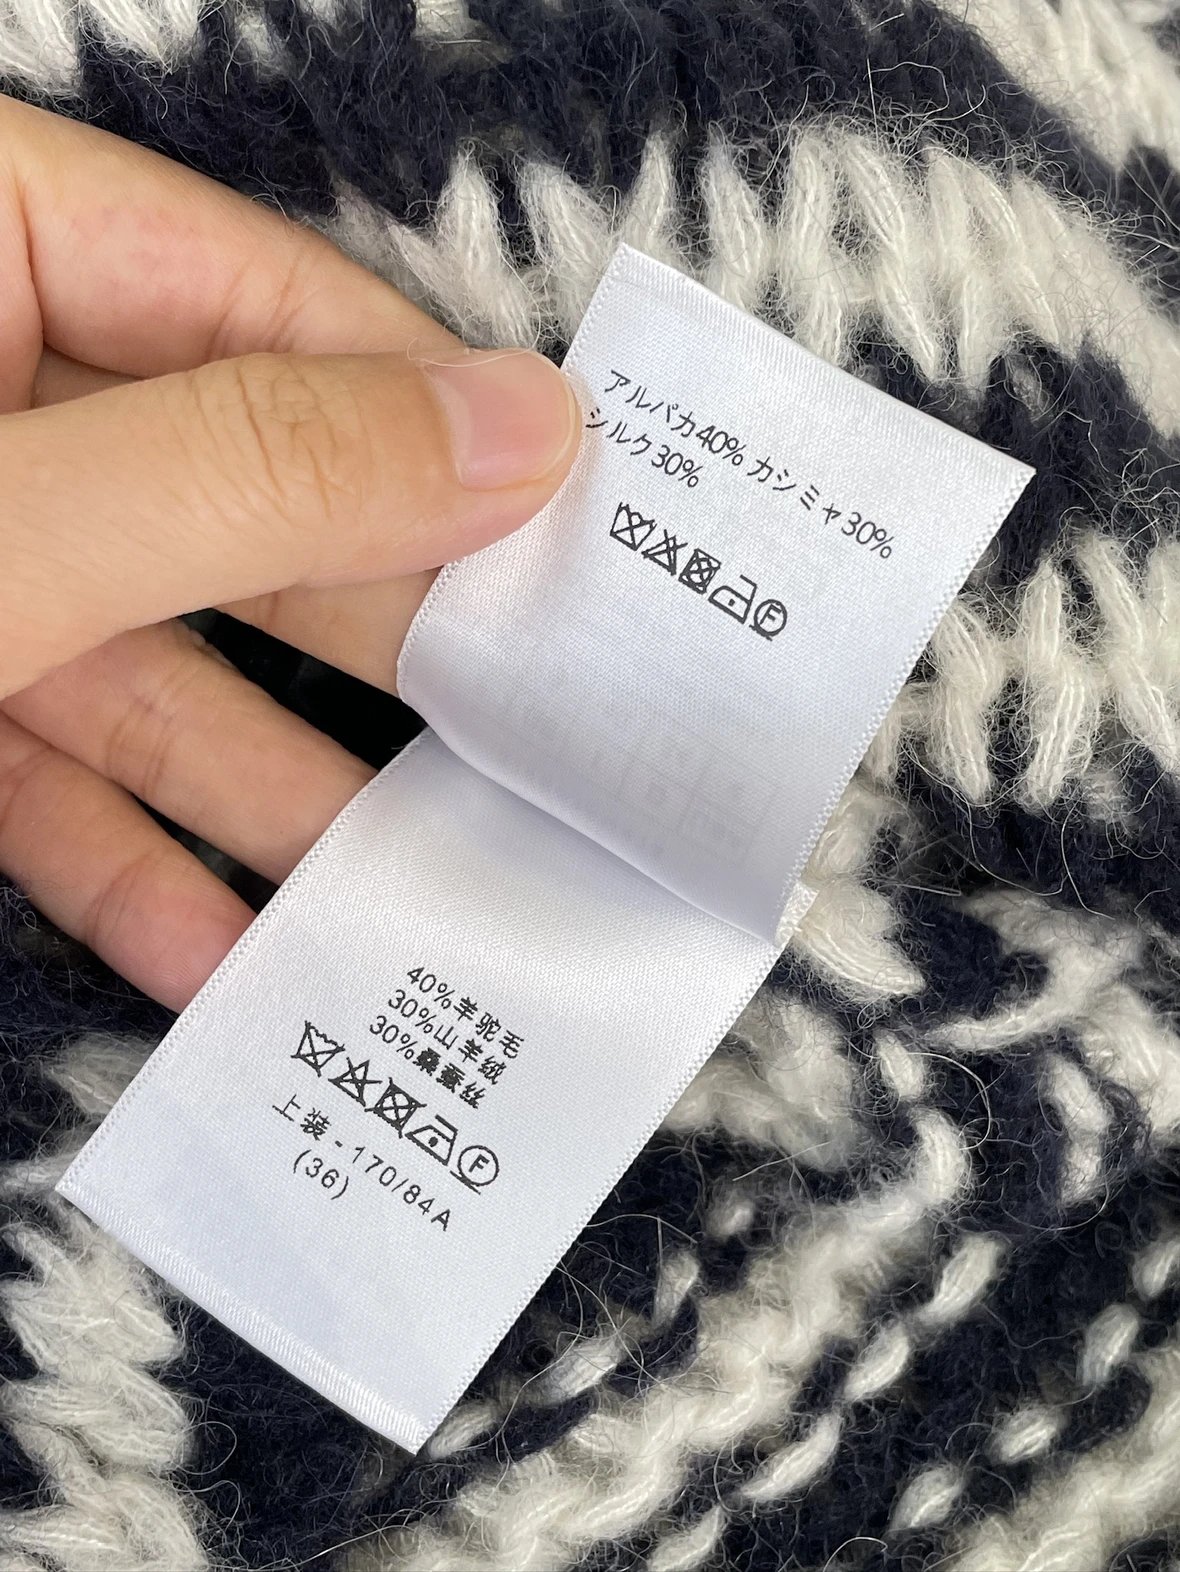 アルパカ40% カシミヤ30%
シルク30%
F
40%羊驼毛
30%山羊绒
30%桑蚕丝
F
上装-170/84A
(36)